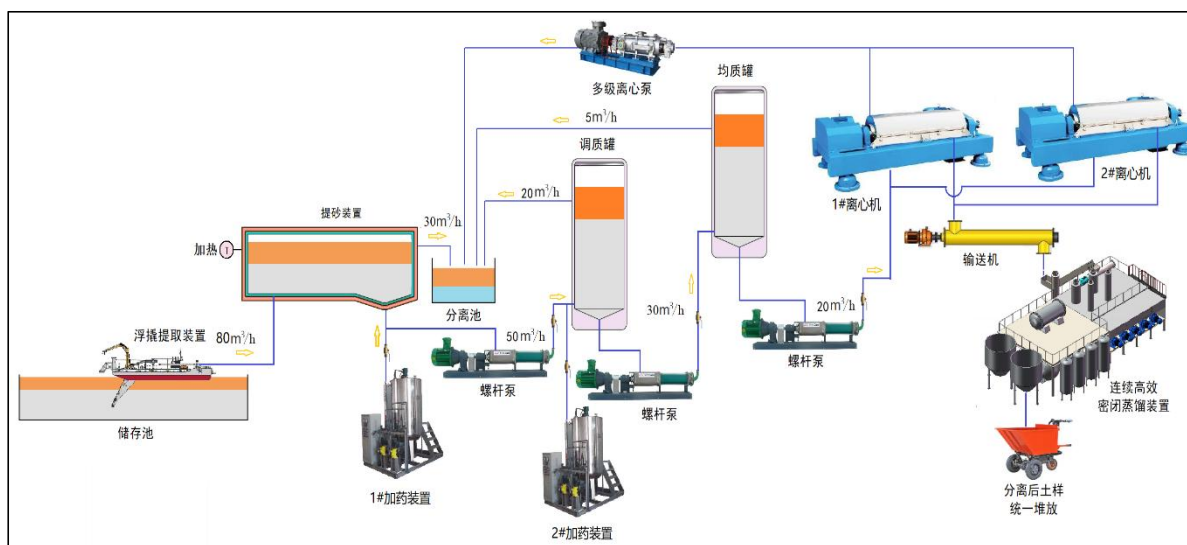 多级离心泵
均质罐
5m³/h
调质罐
20m³/h
提砂装置
30m³/h
加热
T
分离池
1#离心机
2#离心机
输送机
浮撬提取装置
80m³/h
50m³/h
30m³/h
20m³/h
螺杆泵
螺杆泵
螺杆泵
储存池
连续高效
密闭蒸馏装置
1#加药装置
2#加药装置
分离后土样
统一堆放